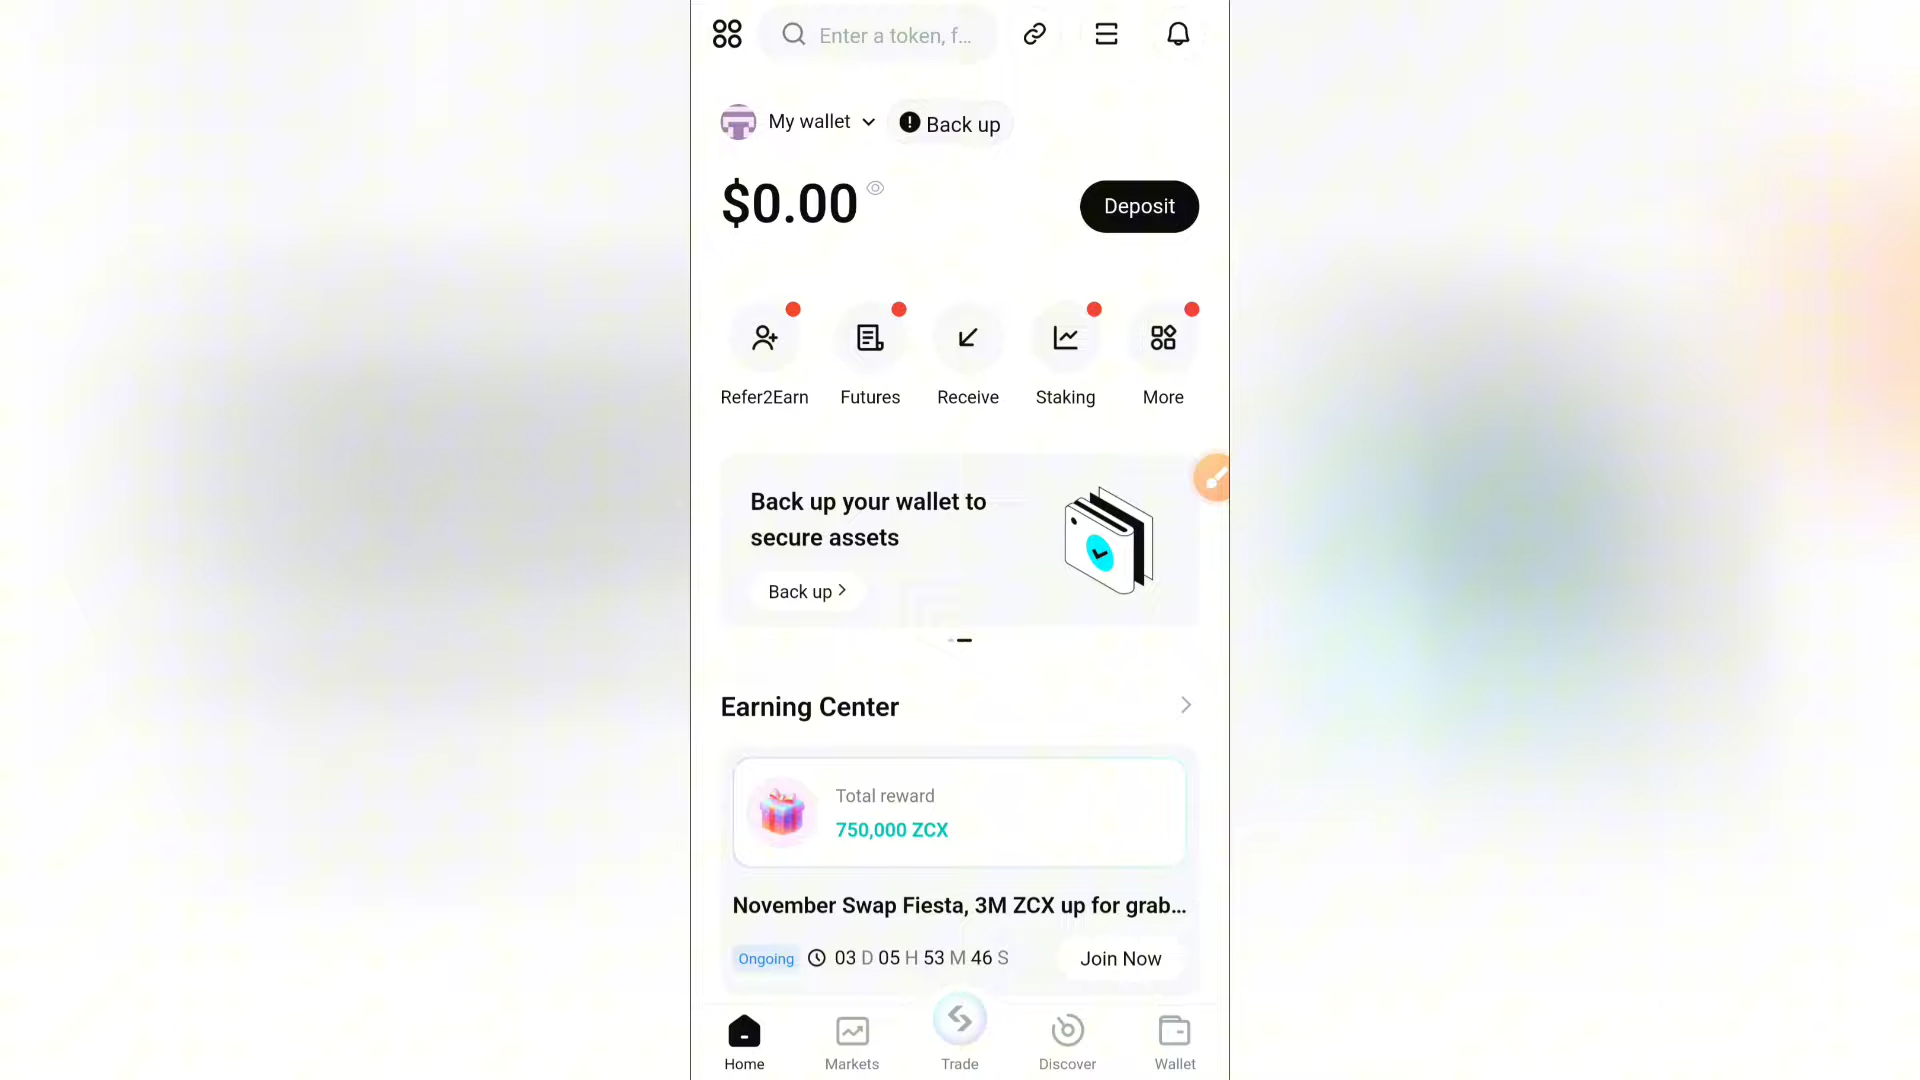 Enter a token, f...
My wallet
Back up
$0.00
Deposit
Refer2Earn Futures Receive Staking More
Back up your wallet to
secure assets
Back up
Earning Center
Total reward
750,000 ZCX
November Swap Fiesta, 3M ZCX up for grab...
Ongoing 03 D 05 H 53 M 46 S Join Now
Home Markets Trade Discover Wallet